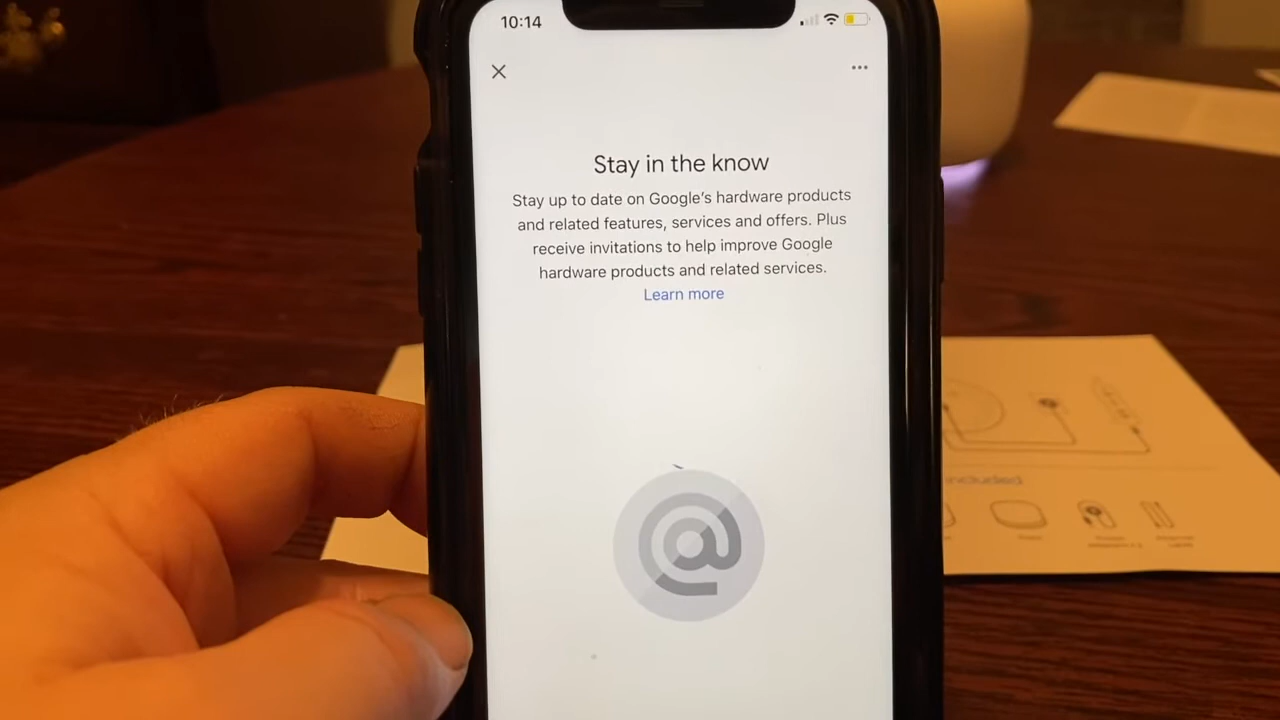 10:14
Stay in the know
Stay up to date on Google's hardware products
and related features, services and offers. Plus
receive invitations to help improve Google
hardware products and related services.
Learn more
included